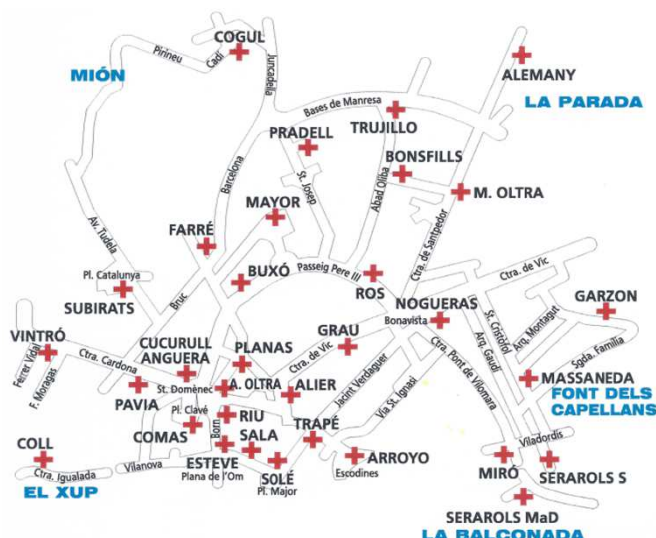 COGUL
Pirineu
Cadí
Juncadella
MIÓN
ALEMANY
LA PARADA
Bases de Manresa
TRUJILLO
PRADELL
BONSFILLS
St. Josep
Abad Oliba
M. OLTRA
Barcelona
MAYOR
Ctra. de Santpedor
Av. Tudela
FARRÉ
Passeig Pere III
Ctra. de Vic
Pl. Catalunya
BUXÓ
ROS
SUBIRATS
Bruc
NOGUERAS
GARZON
St. Cristòfol
Arq. Montagut
Bonavista
VINTRÓ
CUCURULL
ANGUERA
PLANAS
GRAU
Ctra. de Vic
Arq. Gaudí
Sgda. Família
Ferret Vidal
Ctra. Cardona
Jacint Verdaguer
Ctra. Pont de Vilomara
F. Moragas
St. Domènec
A. OLTRA
ALIER
Via St. Ignasi
MASSANEDA
FONT DELS
CAPELLANS
PAVIA
Pl. Clavé
RIU
TRAPÉ
COMAS
Born
SALA
Viladordis
COLL
Vilanova
ESTEVE
SOLÉ
ARROYO
MIRÓ
SERAROLS S
Ctra. Igualada
Plana de l'Om
Escodines
EL XUP
Pl. Major
SERAROLS MaD
LA BALCONADA